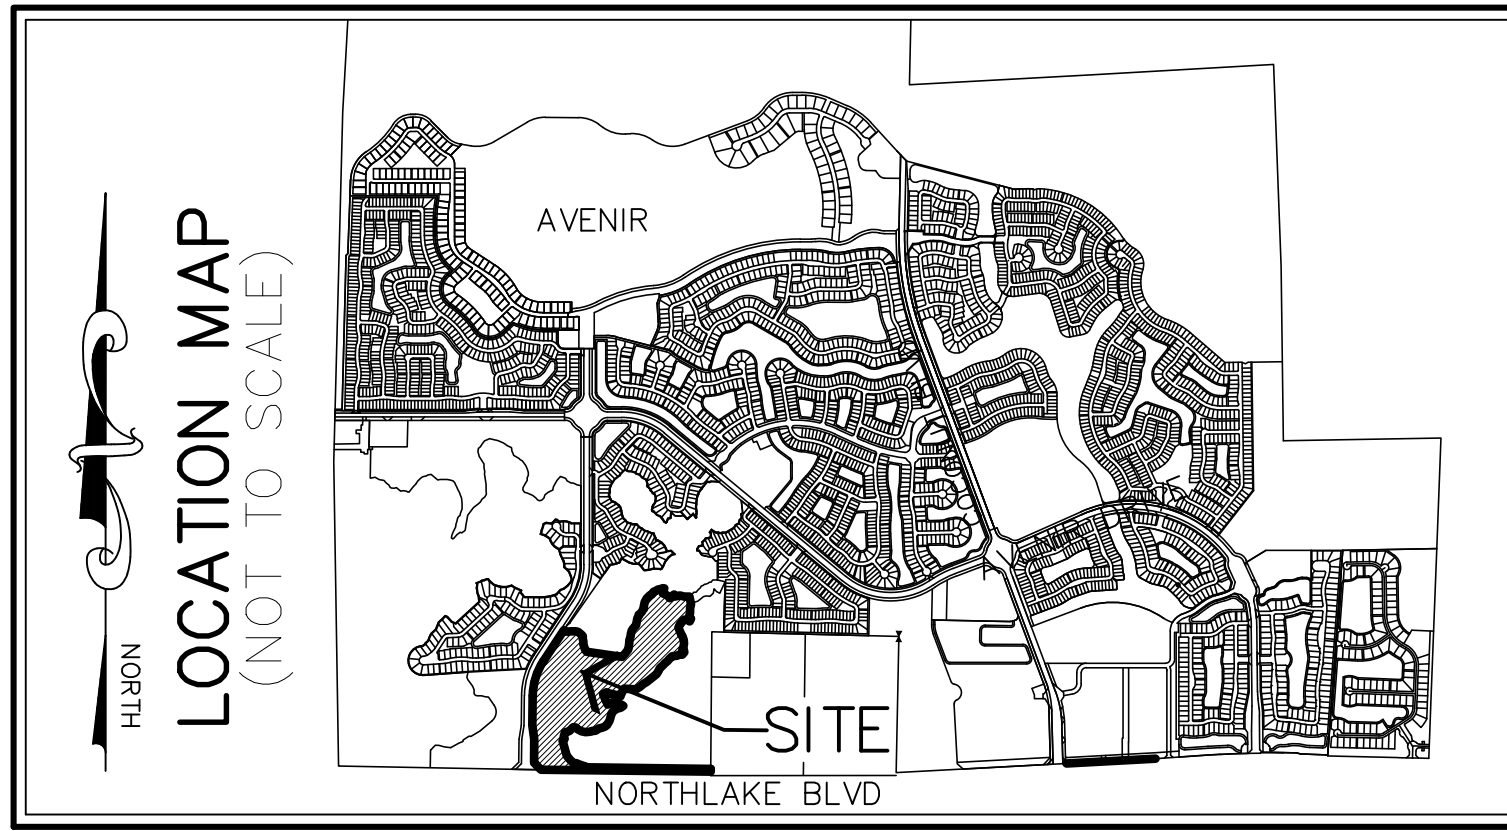 LOCATION MAP
(NOT TO SCALE)
NORTH
AVENIR
SITE
NORTHLAKE BLVD